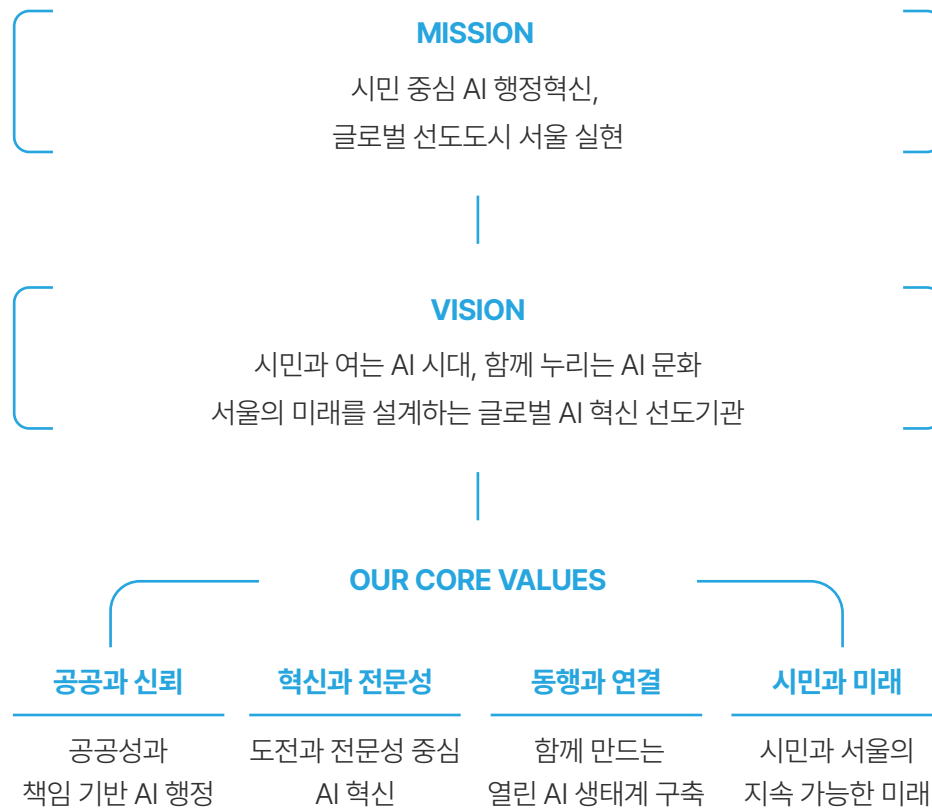 MISSION
시민 중심 AI 행정혁신,
글로벌 선도도시 서울 실현
VISION
시민과 여는 AI 시대, 함께 누리는 AI 문화
서울의 미래를 설계하는 글로벌 AI 혁신 선도기관
OUR CORE VALUES
공공과 신뢰
공공성과
책임 기반 AI 행정
혁신과 전문성
도전과 전문성 중심
AI 혁신
동행과 연결
함께 만드는
열린 AI 생태계 구축
시민과 미래
시민과 서울의
지속 가능한 미래